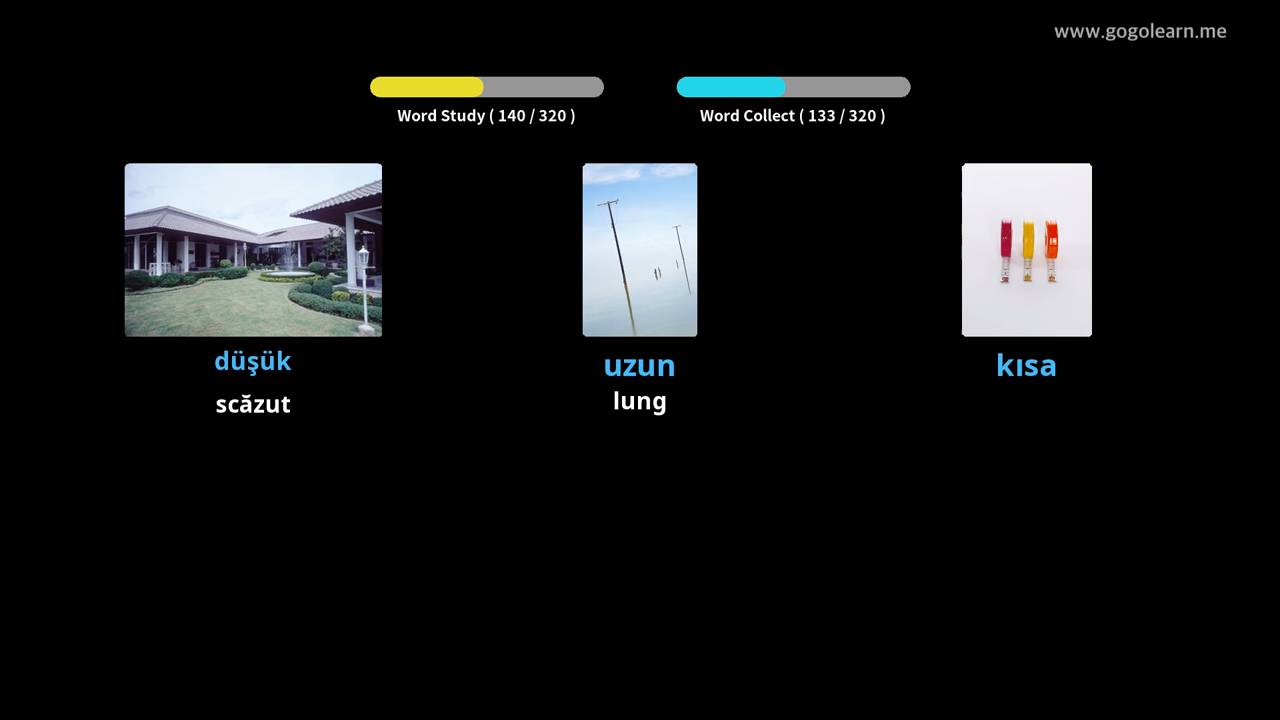 www.gogolearn.me
Word Study ( 140 / 320 )
Word Collect ( 133 / 320 )
düşük
scăzut
uzun
lung
kısa